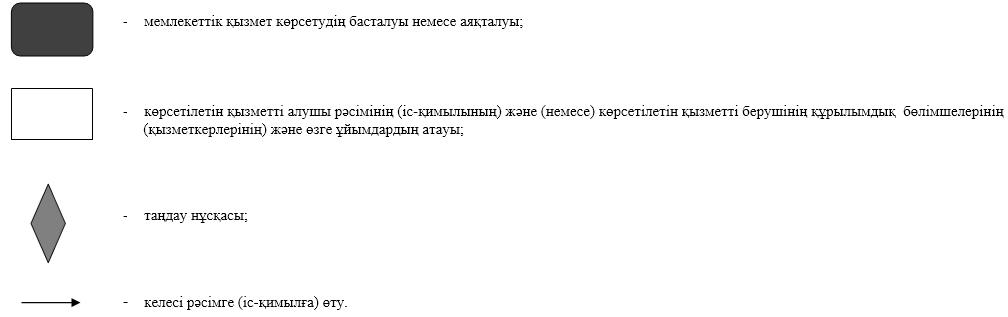 - мемлекеттік қызмет көрсетудің басталуы немесе аяқталуы;
- көрсетілетін қызметті алушы рәсімінің (іс-қимылының) және (немесе) көрсетілетін қызметті берушінің құрылымдық бөлімшелерінің
(қызметкерлерінің) және өзге ұйымдардың атауы;
- таңдау нұсқасы;
- келесі рәсімге (іс-қимылға) өту.